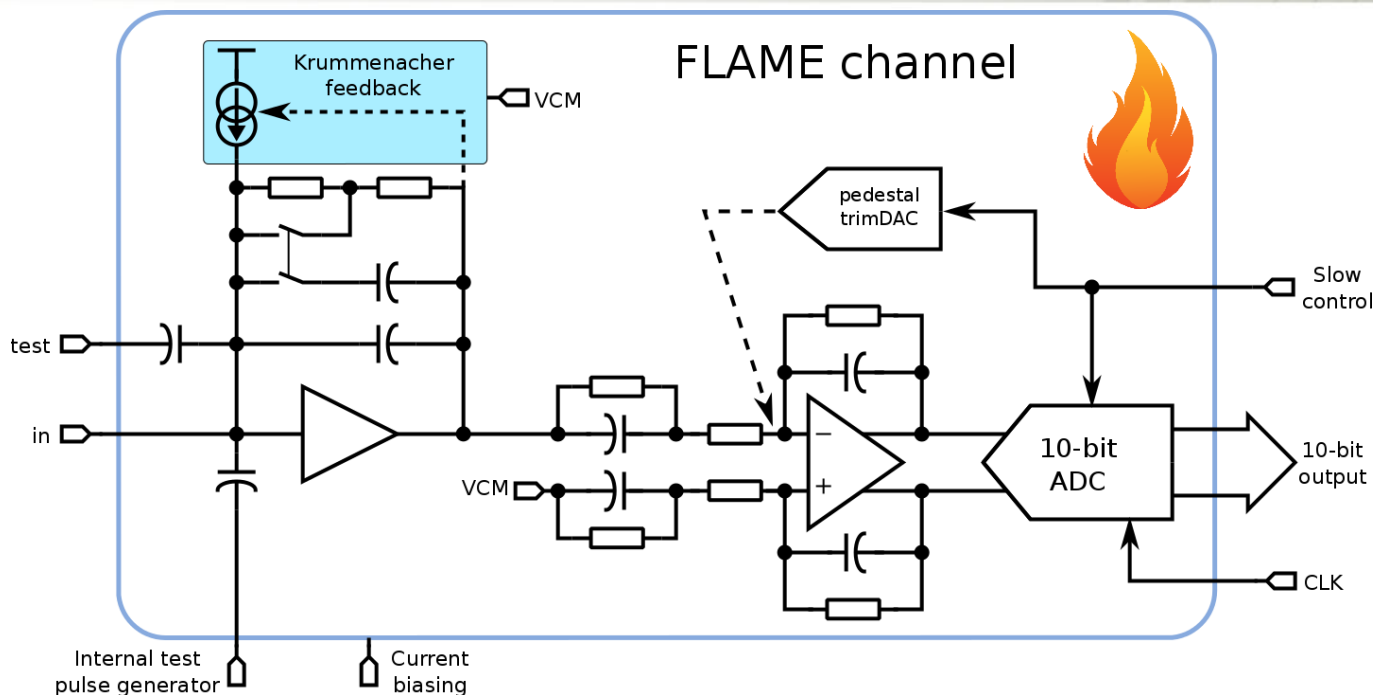 FLAME channel
Krummenacher
feedback
VCM
pedestal
trimDAC
Slow
control
test
in
VCM
−
+
10-bit
ADC
10-bit
output
CLK
Internal test
pulse generator
Current
biasing